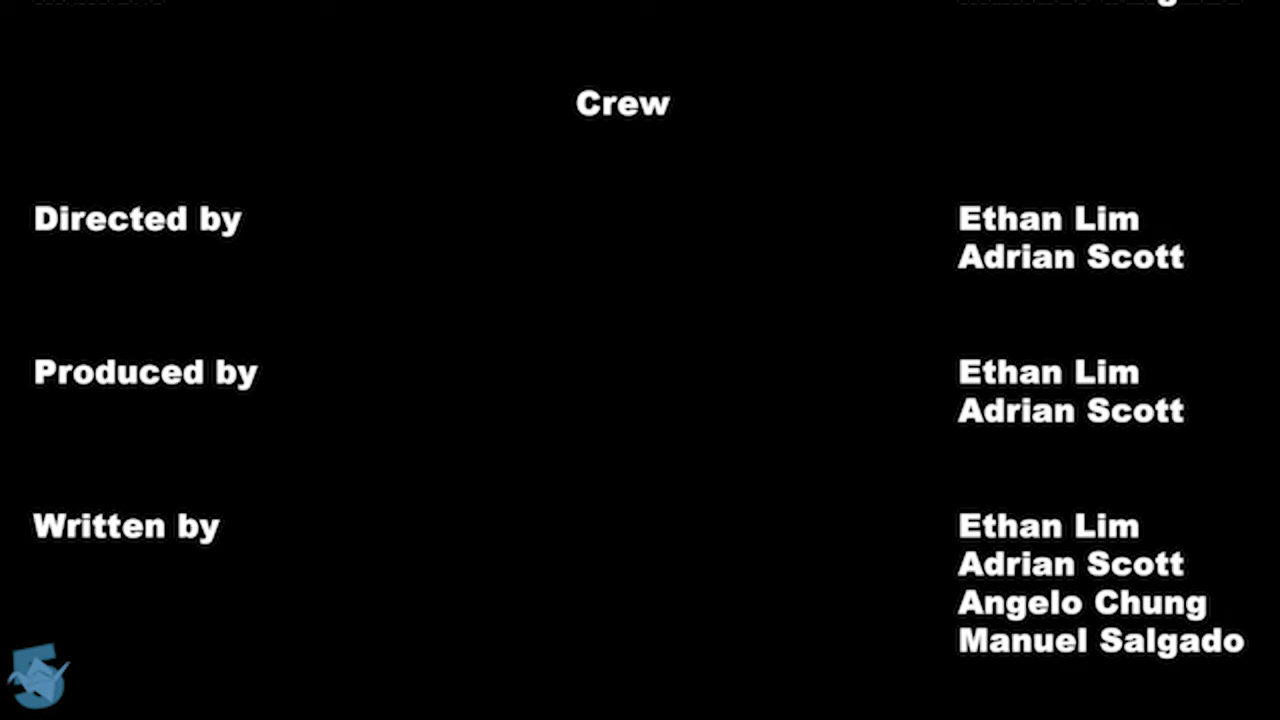 Crew
Directed by Ethan Lim
Adrian Scott
Produced by Ethan Lim
Adrian Scott
Written by Ethan Lim
Adrian Scott
Angelo Chung
Manuel Salgado
5